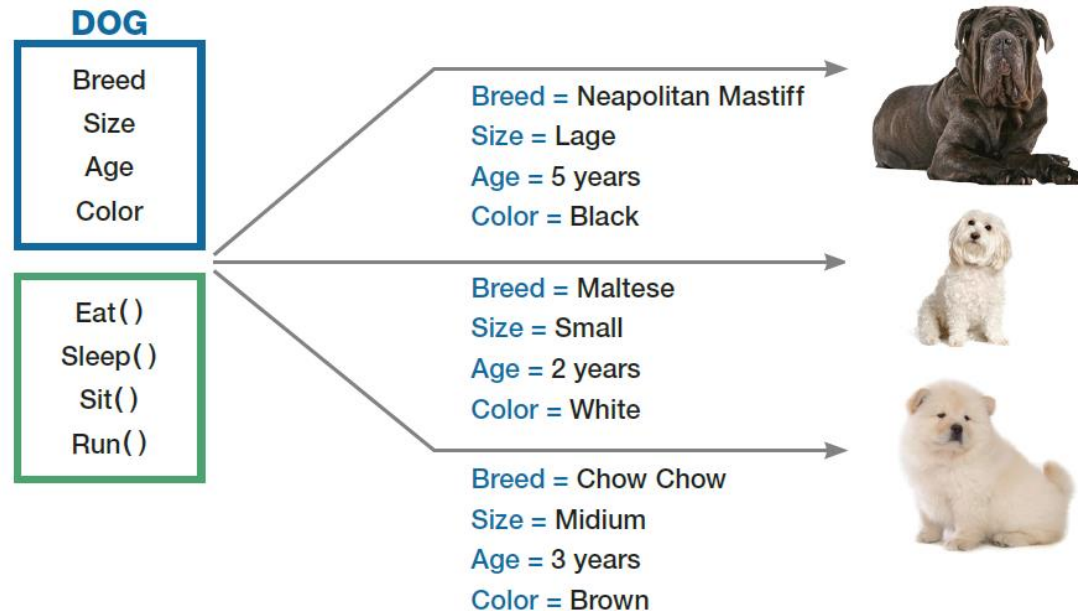 DOG
Breed
Size
Age
Color
Eat()
Sleep()
Sit()
Run()
Breed = Neapolitan Mastiff
Size = Lage
Age = 5 years
Color = Black
Breed = Maltese
Size = Small
Age = 2 years
Color = White
Breed = Chow Chow
Size = Midium
Age = 3 years
Color = Brown